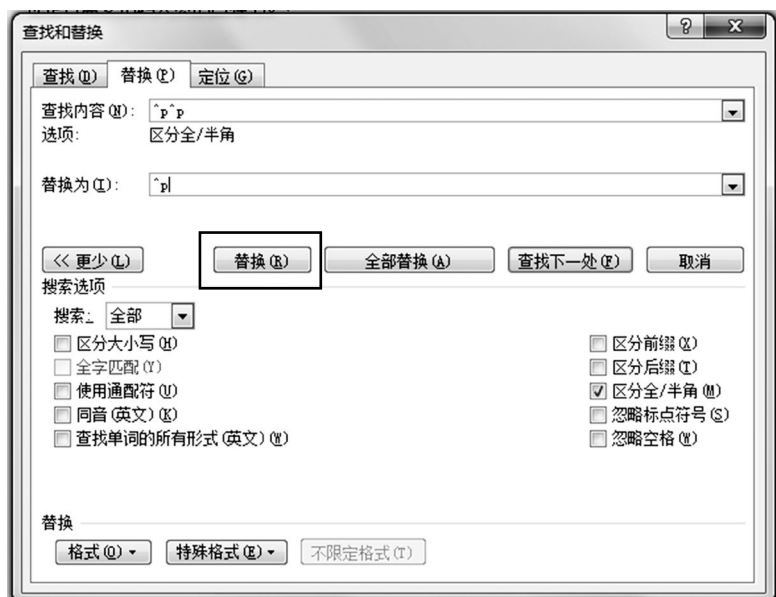 查找和替换
查找(D) 替换(P) 定位(G)
查找内容(N): ^p^p
选项: 区分全/半角
替换为(I): ^p
<< 更少(L) 替换(R) 全部替换(A) 查找下一处(F) 取消
搜索选项
搜索: 全部
区分大小写(H) 区分前缀(X)
全字匹配(Y) 区分后缀(T)
使用通配符(U) 区分全/半角(M)
同音(英文)(K) 忽略标点符号(S)
查找单词的所有形式(英文)(W) 忽略空格(W)
替换
格式(O) 特殊格式(E) 不限定格式(T)